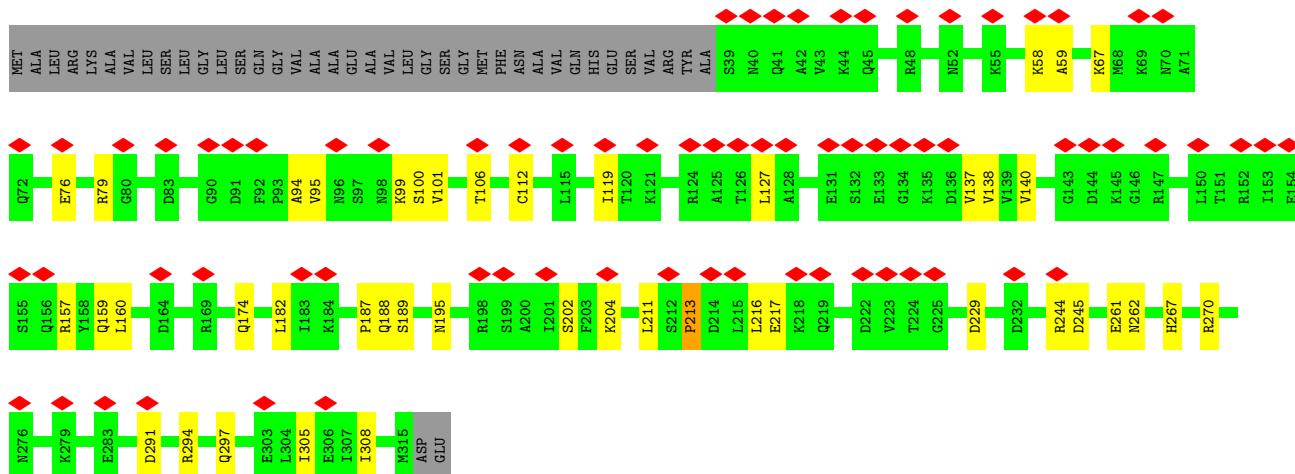 MET ALA LEU ARG LYS ALA VAL LEU SER LEU GLY LEU SER GLN GLY VAL ALA ALA GLU ALA VAL LEU GLY SER GLY MET PHE ASN ALA VAL GLN HIS GLU SER VAL ARG TYR ALA S39 N40 Q41 A42 V43 K44 Q45 R48 N52 K55 K58 A59 K67 M68 K69 N70 A71
Q72 E76 R79 G80 D83 G90 D91 F92 P93 A94 V95 N96 S97 N98 K99 S100 V101 T106 C112 L115 I119 T120 K121 R124 A125 T126 L127 A128 E131 S132 E133 G134 K135 D136 V137 V138 V139 V140 G143 D144 K145 G146 R147 L150 T151 R152 I153 F154
S155 Q156 R157 Y158 Q159 L160 D164 R169 Q174 L182 I183 K184 P187 Q188 S189 N195 R198 S199 A200 I201 S202 F203 K204 L211 S212 P213 D214 L215 L216 E217 K218 Q219 D222 V223 T224 G225 D229 D232 R244 D245 E261 N262 H267 R270
N276 K279 E283 D291 R294 Q297 E303 L304 I305 E306 I307 I308 M315 ASP GLU